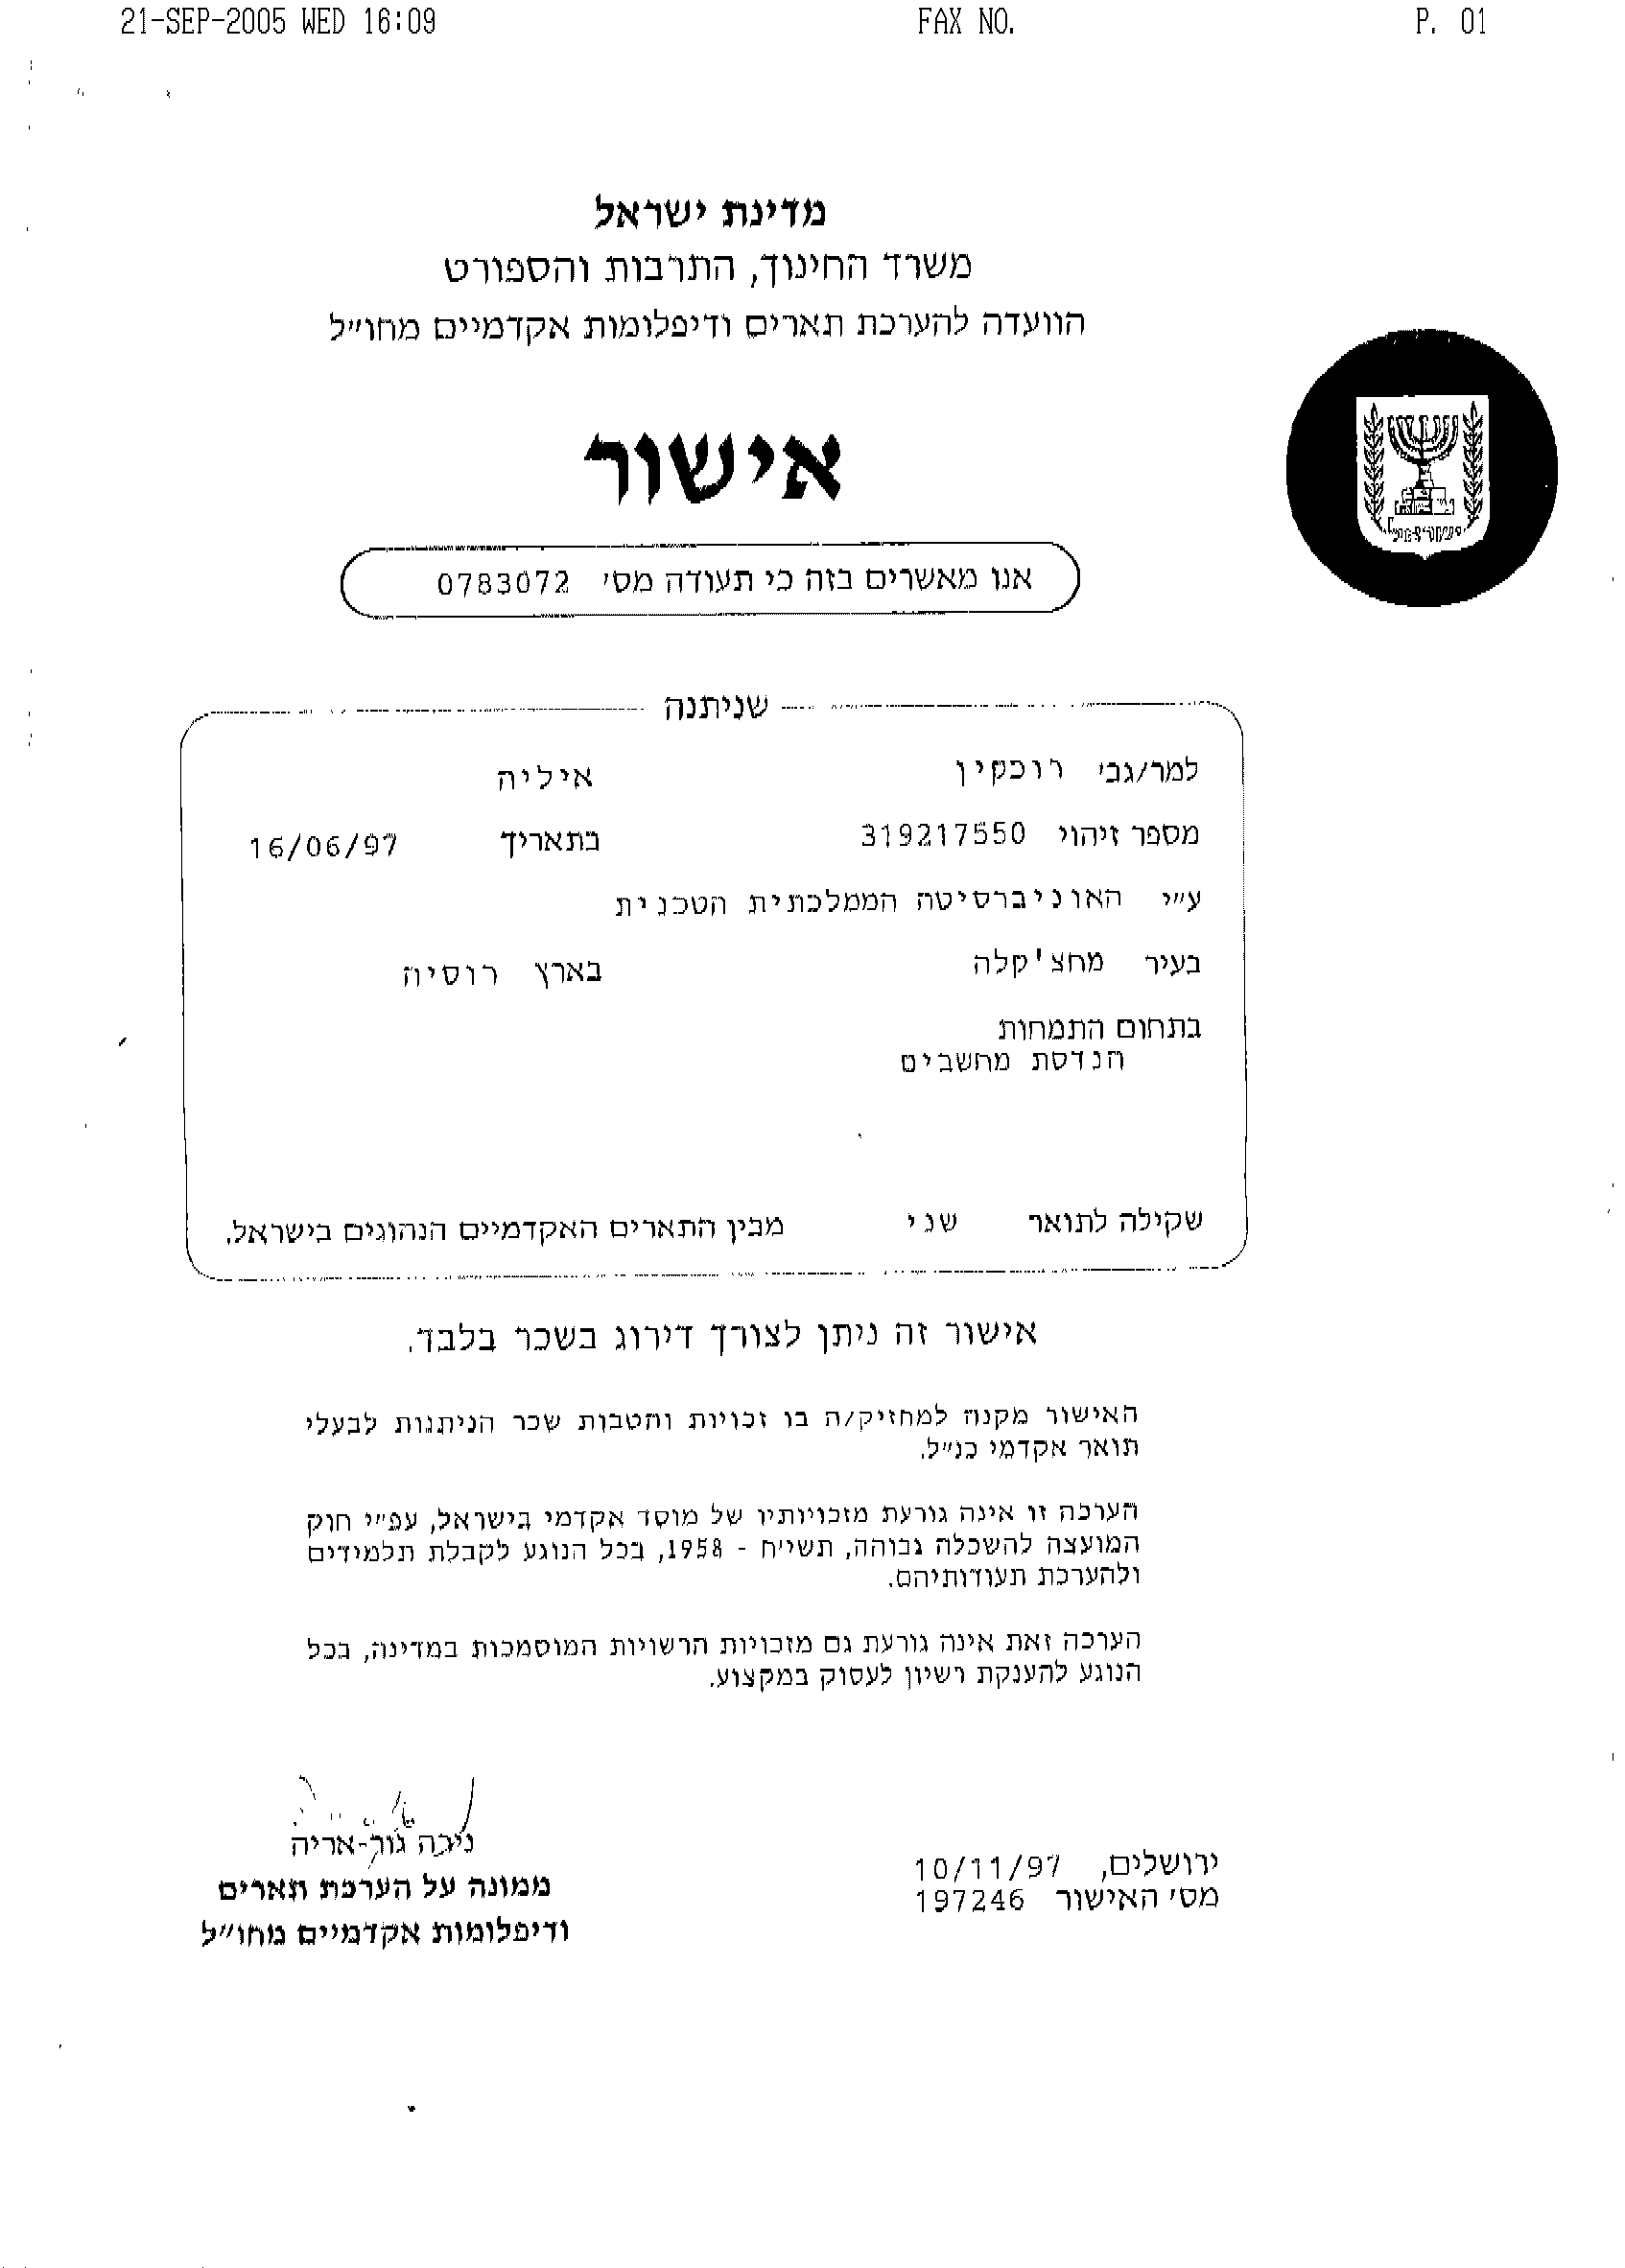 21-SEP-2005 WED 16:09 FAX NO. P. 01
מדינת ישראל
משרד החינוך, התרבות והספורט
הוועדה להערכת תארים ודיפלומות אקדמיים מחו״ל
אישור
אנו מאשרים בזה כי תעודה מס׳ 0783072
שניתנה
למר/גב׳ רוכקין איליה
מספר זיהוי 319217550 בתאריך 16/06/97
ע״י האוניברסיטה הממלכתית הטכנית
בעיר מחצ'קלה בארץ רוסיה
בתחום התמחות
הנדסת מחשבים
שקילה לתואר שני מבין התארים האקדמיים הנהוגים בישראל.
אישור זה ניתן לצורך דירוג בשכר בלבד.
האישור מקנה למחזיק/ה בו זכויות והטבות שכר הניתנות לבעלי
תואר אקדמי כנ״ל.
הערכה זו אינה גורעת מזכויותיו של מוסד אקדמי בישראל, עפ״י חוק
המועצה להשכלה גבוהה, תשי״ח - 1958, בכל הנוגע לקבלת תלמידים
ולהערכת תעודותיהם.
הערכה זאת אינה גורעת גם מזכויות הרשויות המוסמכות במדינה, בכל
הנוגע להענקת רשיון לעסוק במקצוע.
גור-אריה
ממונה על הערכת תארים
ודיפלומות אקדמיים מחו״ל
ירושלים, 10/11/97
מס׳ האישור 197246